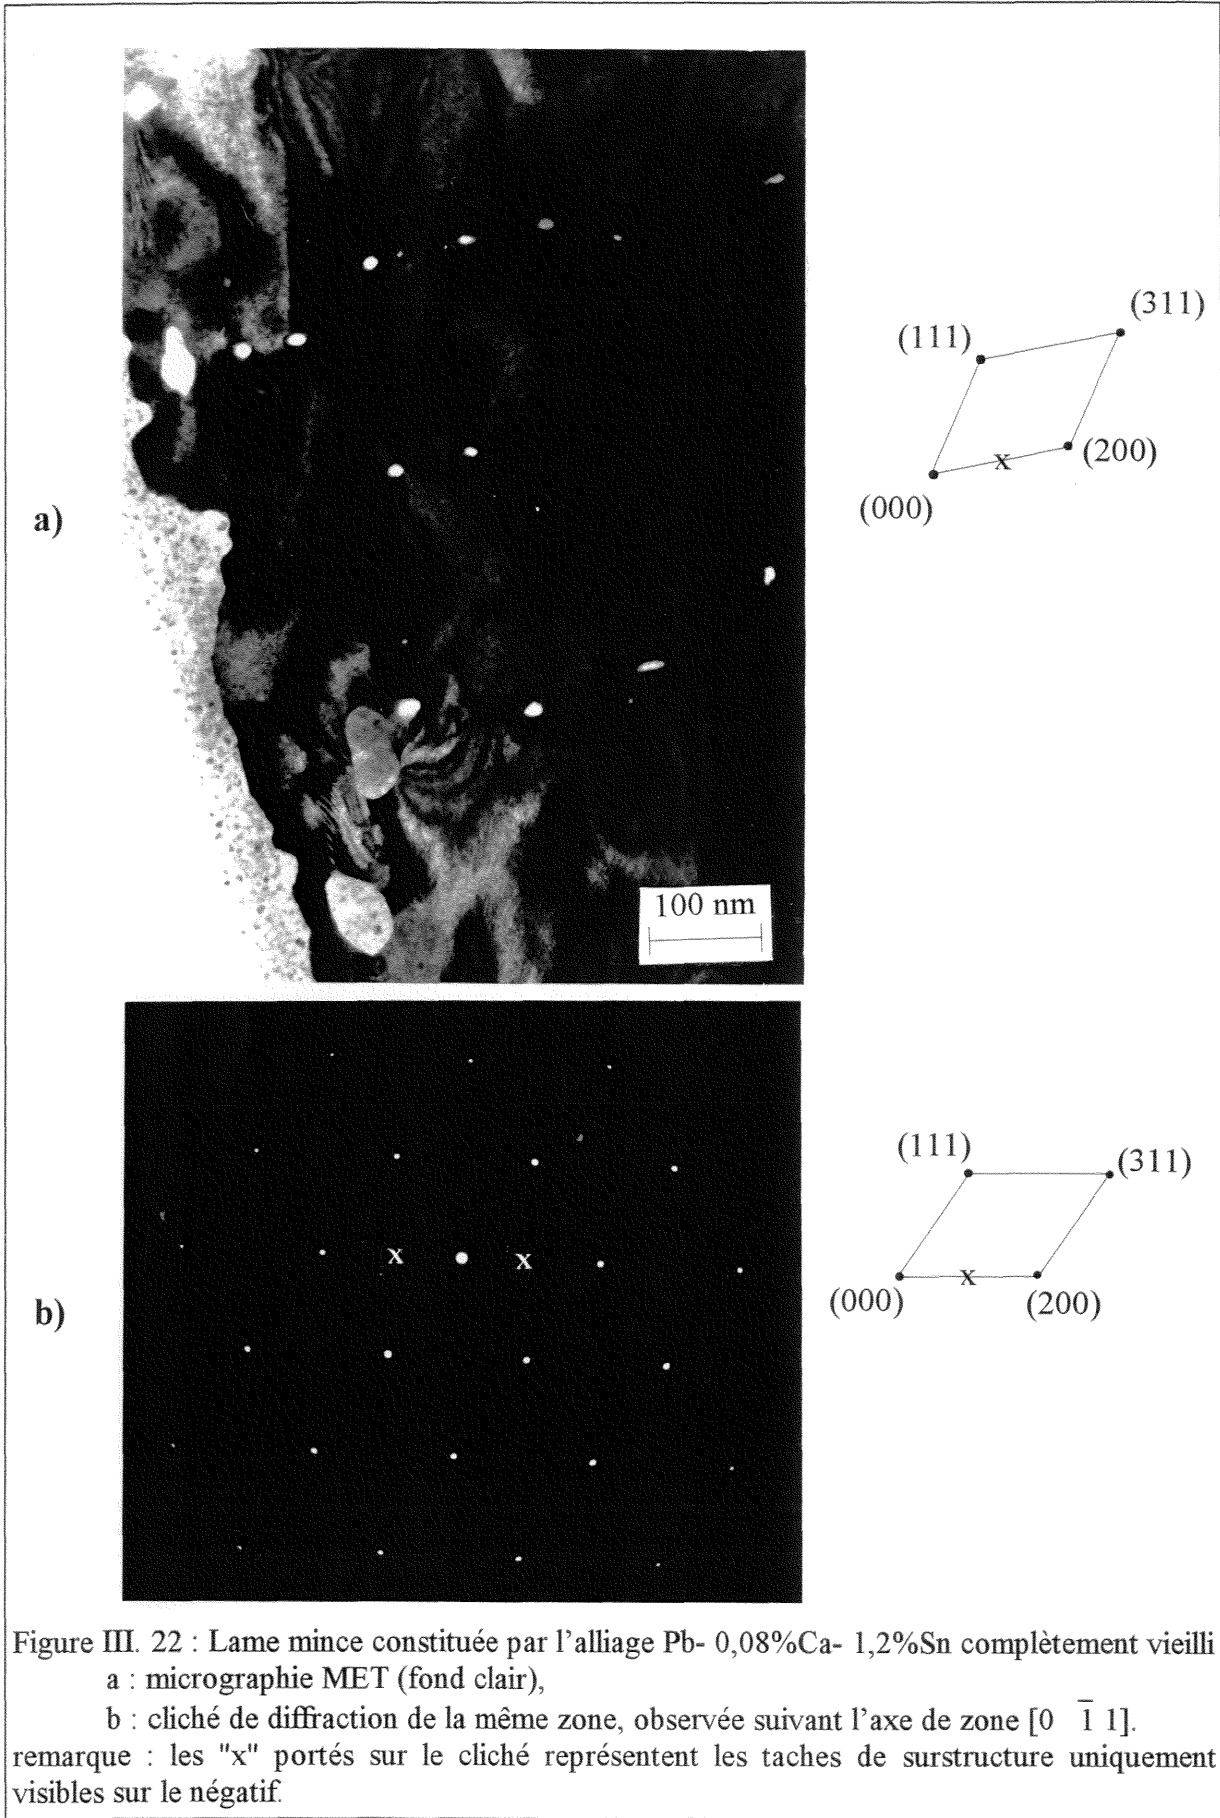 a)
(311)
(111)
(200)
x
(000)
100 nm
b)
x x
(111)
(311)
x
(000)
(200)
Figure III. 22 : Lame mince constituée par l'alliage Pb- 0,08%Ca- 1,2%Sn complètement vieilli
a : micrographie MET (fond clair),
b : cliché de diffraction de la même zone, observée suivant l'axe de zone [0 1̅ 1].
remarque : les "x" portés sur le cliché représentent les taches de surstructure uniquement
visibles sur le négatif.